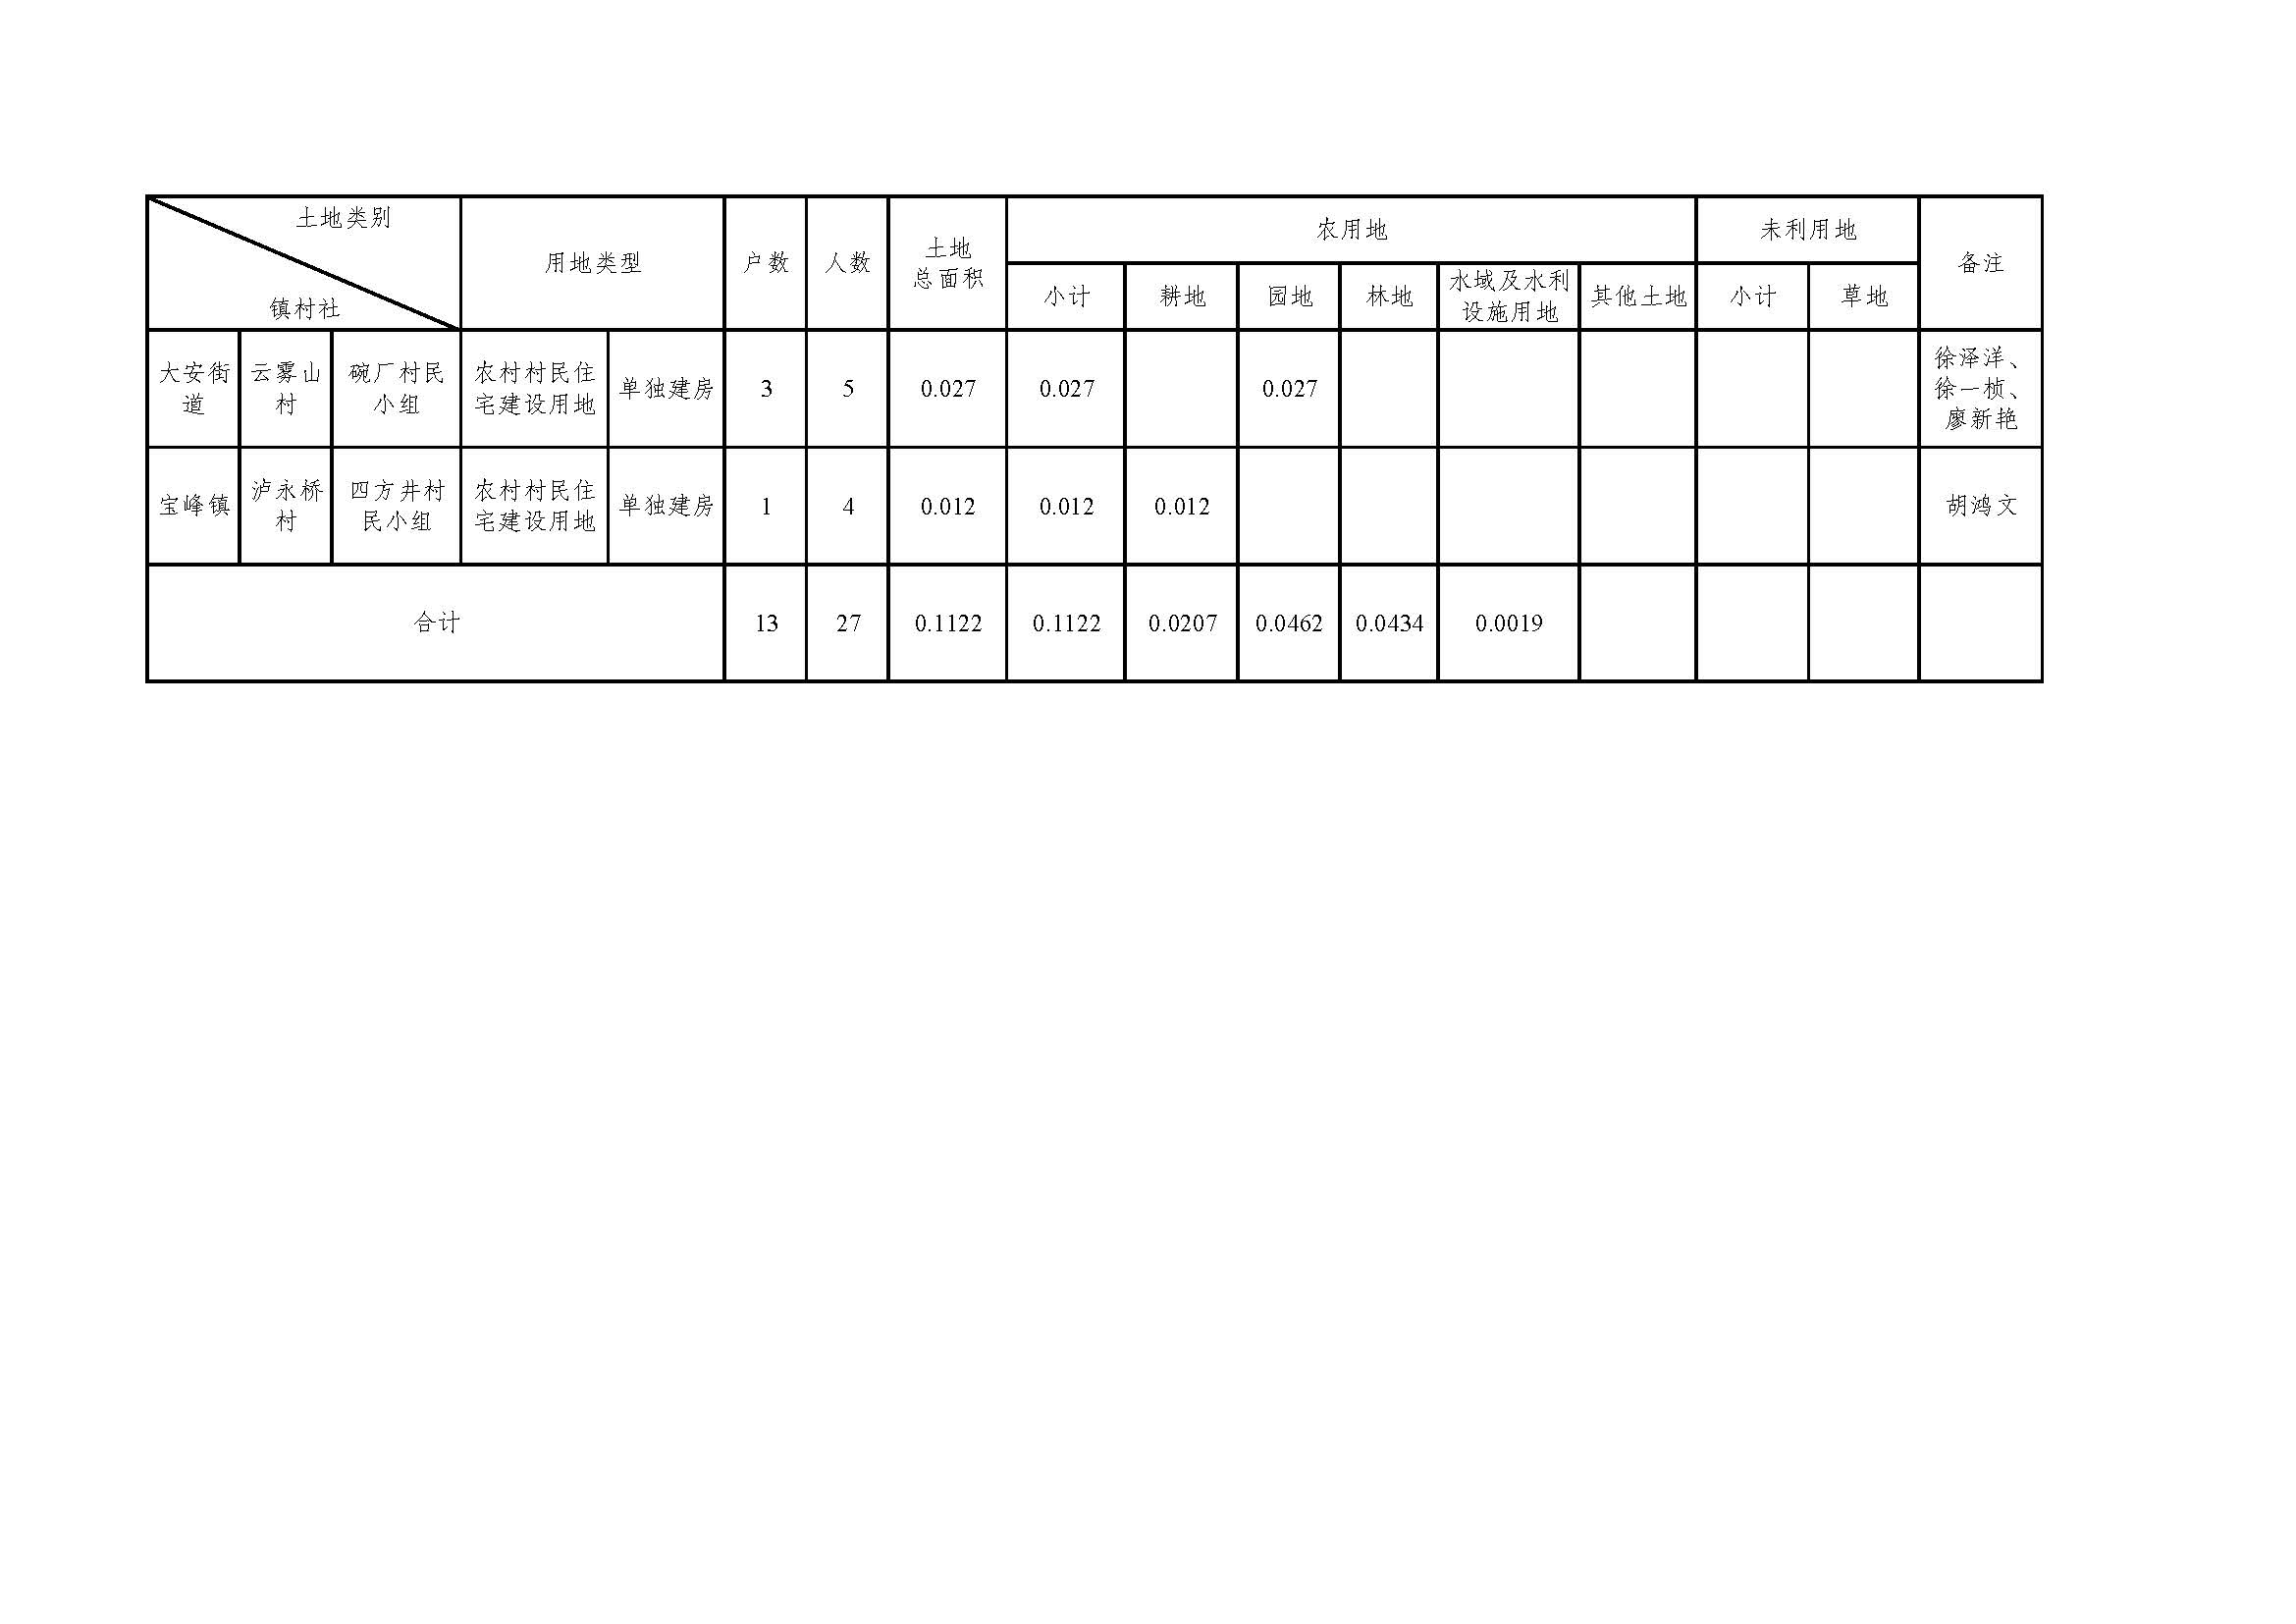 土地类别
镇村社
用地类型
户数
人数
土地
总面积
农用地
未利用地
备注
小计
耕地
园地
林地
水域及水利
设施用地
其他土地
小计
草地
大安街
道
云雾山
村
碗厂村民
小组
农村村民住
宅建设用地
单独建房
3
5
0.027
0.027
0.027
徐泽洋、
徐一桢、
廖新艳
宝峰镇
泸永桥
村
四方井村
民小组
农村村民住
宅建设用地
单独建房
1
4
0.012
0.012
0.012
胡鸿文
合计
13
27
0.1122
0.1122
0.0207
0.0462
0.0434
0.0019